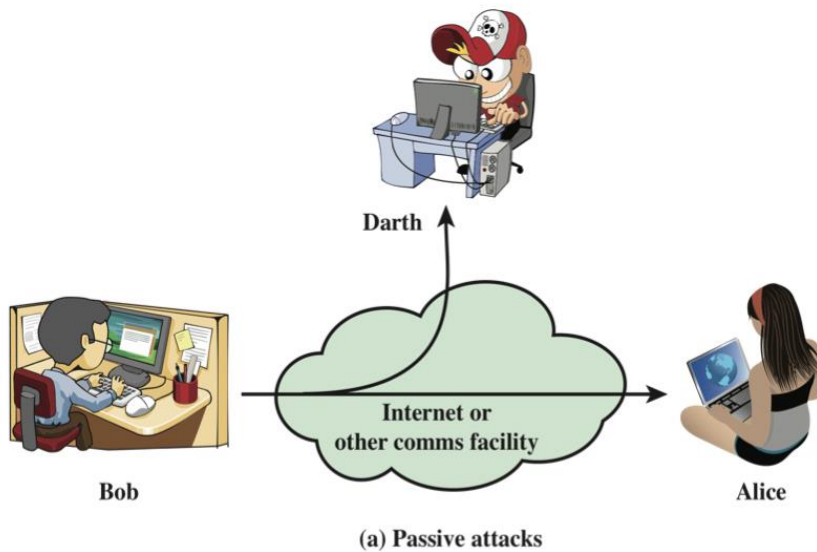 Darth
Internet or
other comms facility
Bob
Alice
(a) Passive attacks